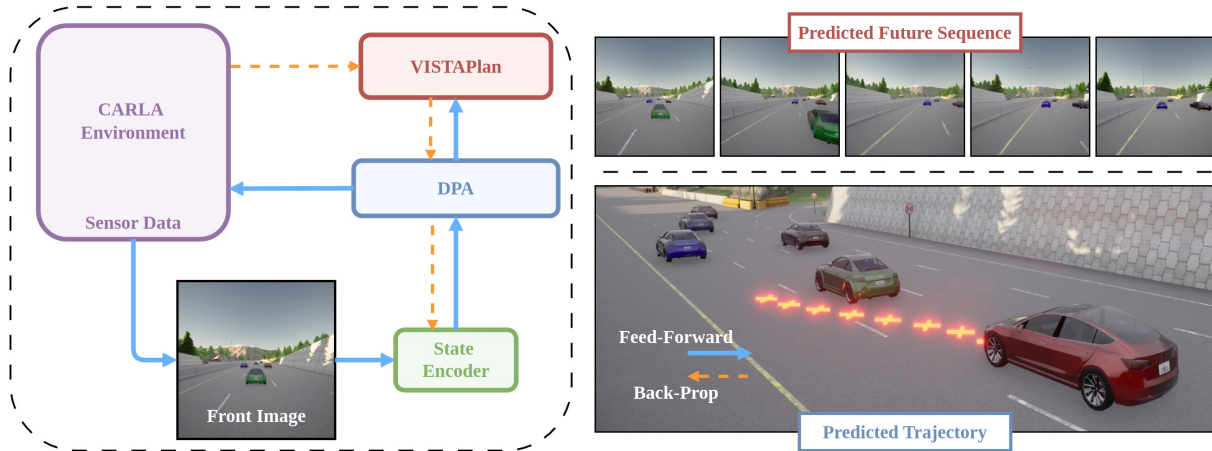 CARLA
Environment
Sensor Data
Front Image
State
Encoder
DPA
VISTAPlan
Predicted Future Sequence
Feed-Forward
Back-Prop
Predicted Trajectory